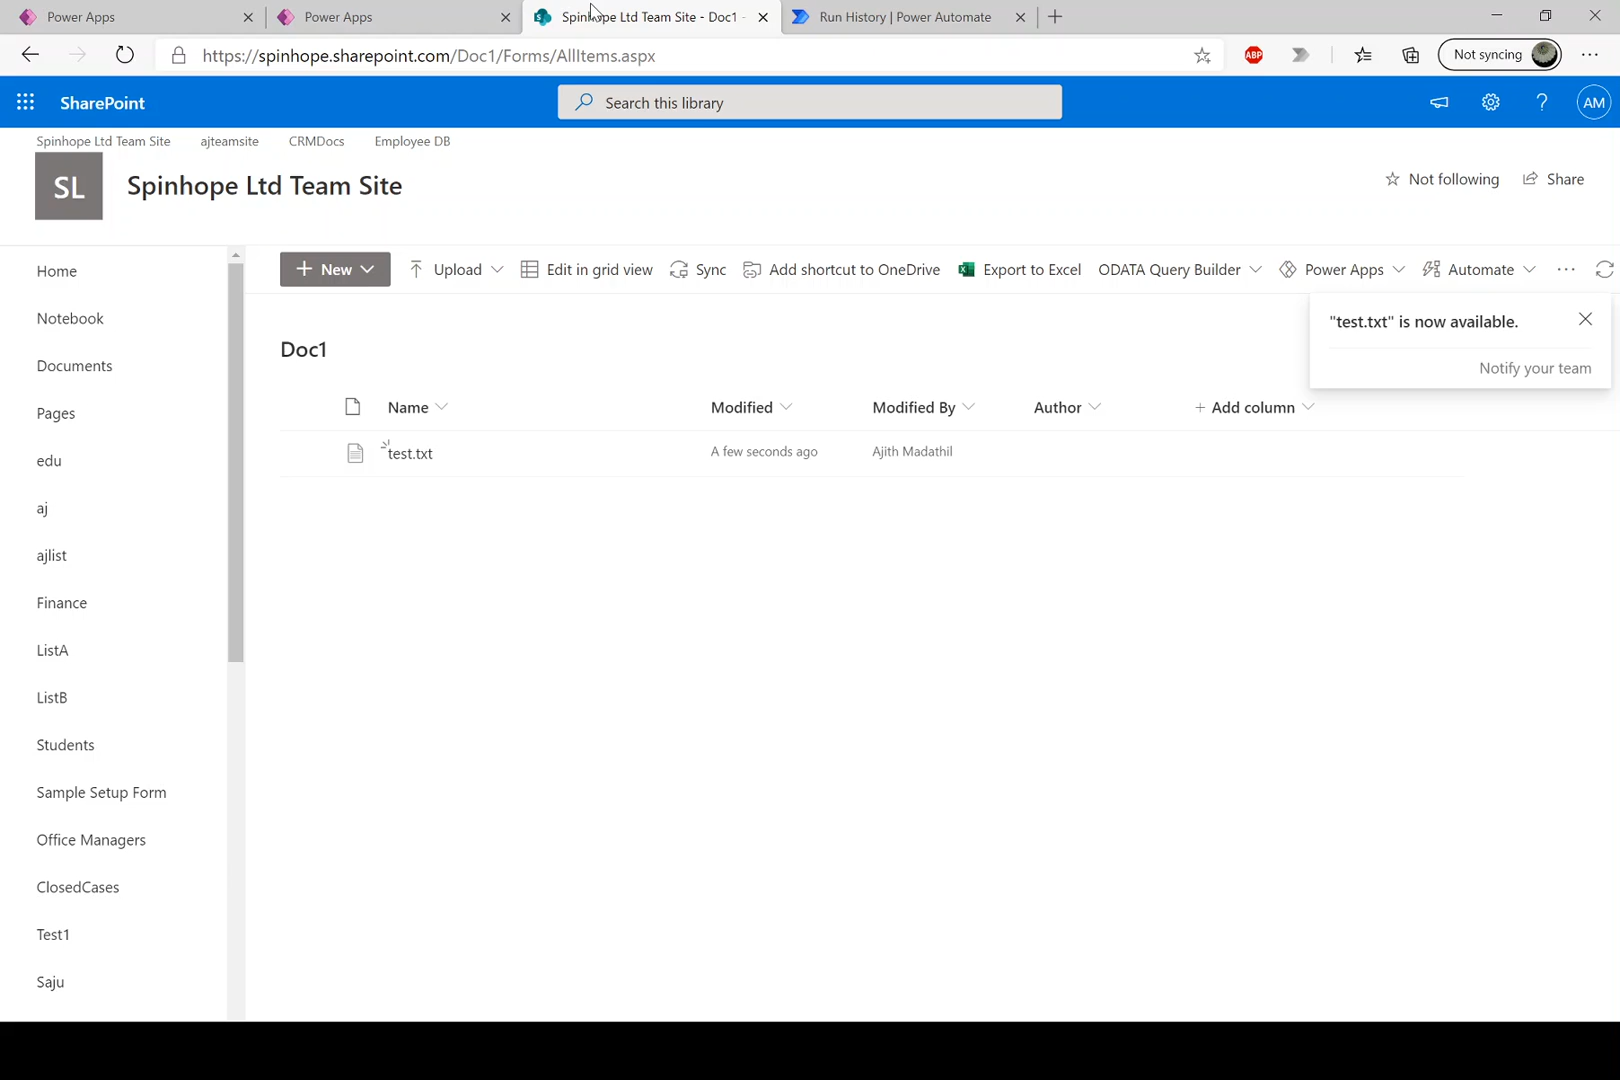 Power Apps
Power Apps
Spinhope Ltd Team Site - Doc1 -
Run History | Power Automate
https://spinhope.sharepoint.com/Doc1/Forms/AllItems.aspx
ABP
Not syncing
SharePoint
Search this library
?
AM
Spinhope Ltd Team Site
ajteamsite
CRMDocs
Employee DB
SL
Spinhope Ltd Team Site
Not following
Share
New
Upload
Edit in grid view
Sync
Add shortcut to OneDrive
Export to Excel
ODATA Query Builder
Power Apps
Automate
"test.txt" is now available.
Notify your team
Doc1
Name
Modified
Modified By
Author
+ Add column
test.txt
A few seconds ago
Ajith Madathil
Home
Notebook
Documents
Pages
edu
aj
ajlist
Finance
ListA
ListB
Students
Sample Setup Form
Office Managers
ClosedCases
Test1
Saju